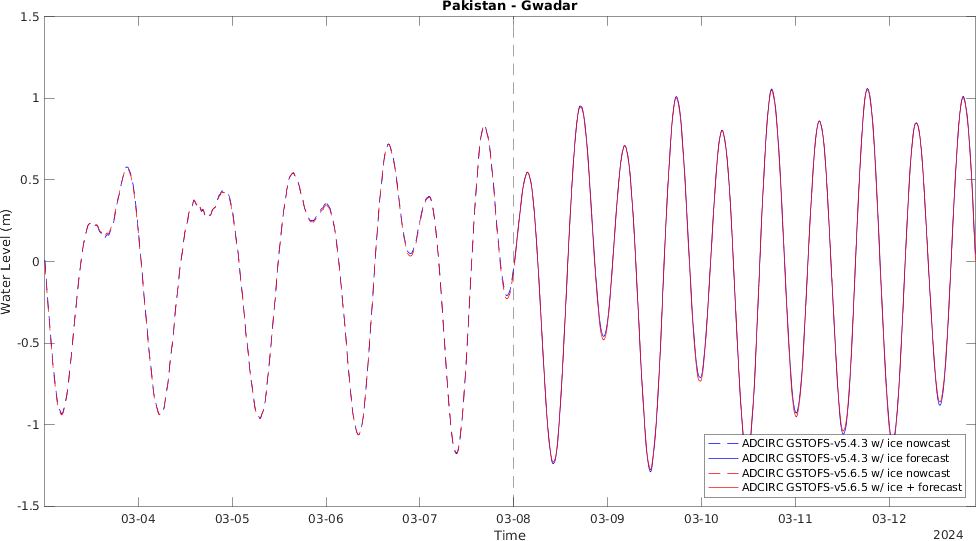 Pakistan - Gwadar
1.5
1
0.5
0
-0.5
-1
-1.5
Water Level (m)
03-04 03-05 03-06 03-07 03-08 03-09 03-10 03-11 03-12
Time
2024
ADCIRC GSTOFS-v5.4.3 w/ ice nowcast
ADCIRC GSTOFS-v5.4.3 w/ ice forecast
ADCIRC GSTOFS-v5.6.5 w/ ice nowcast
ADCIRC GSTOFS-v5.6.5 w/ ice + forecast